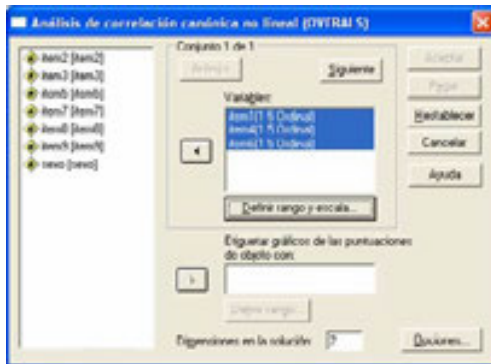 Análisis de correlación canónica no lineal (OVERALS)
item2 [item2]
item3 [item3]
item7 [item7]
item8 [item8]
item9 [item9]
sexo [sexo]
Conjunto 1 de 1
Anterior
Siguiente
Variables:
item1(1 5 Ordinal)
item4(1 5 Ordinal)
item6(1 5 Ordinal)
Definir rango y escala...
Etiquetar gráficos de las puntuaciones
de objeto con:
Definir rango...
Dimensiones en la solución: 2
Aceptar
Pegar
Restablecer
Cancelar
Ayuda
Opciones...